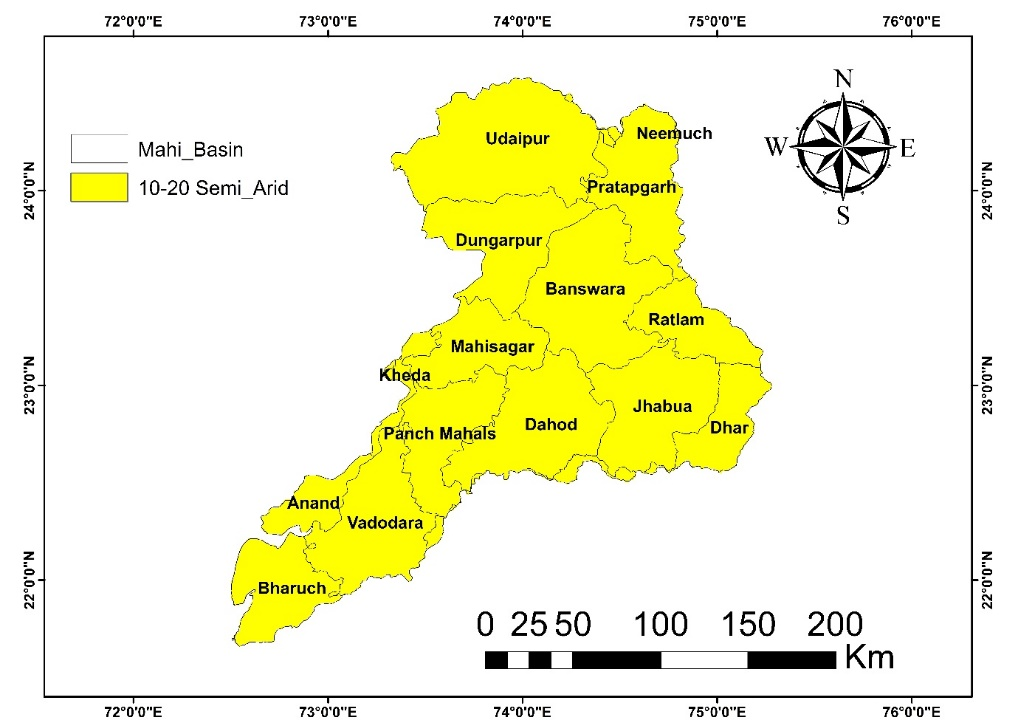 72°0'0"E 73°0'0"E 74°0'0"E 75°0'0"E 76°0'0"E
N
W E
S
Mahi_Basin
10-20 Semi_Arid
24°0'0"N 24°0'0"N
23°0'0"N 23°0'0"N
22°0'0"N 22°0'0"N
Udaipur
Neemuch
Pratapgarh
Dungarpur
Banswara
Ratlam
Mahisagar
Kheda
Jhabua
Dahod
Dhar
Panch Mahals
Anand
Vadodara
Bharuch
0 25 50 100 150 200
Km
72°0'0"E 73°0'0"E 74°0'0"E 75°0'0"E 76°0'0"E